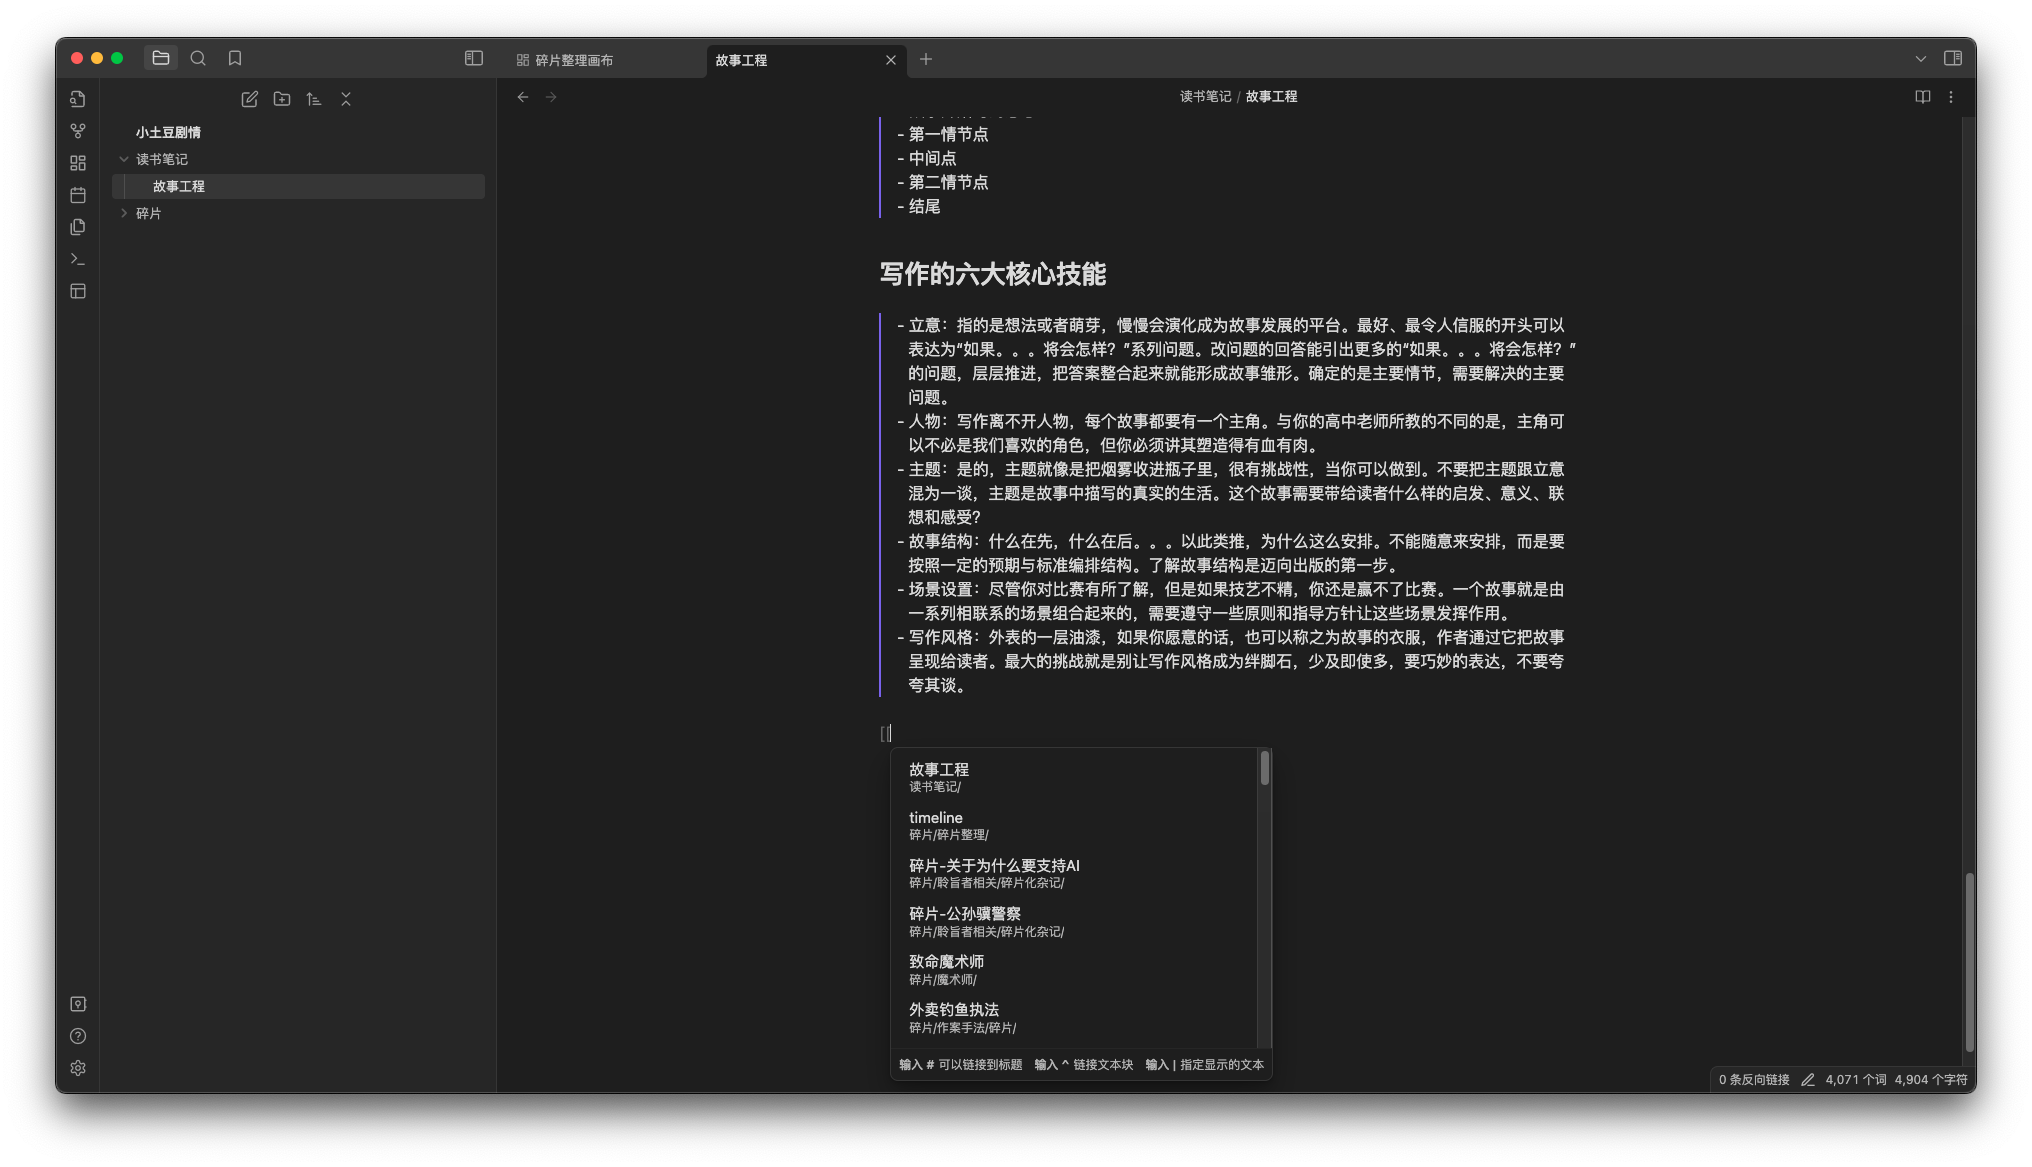 碎片整理画布
故事工程
读书笔记 / 故事工程
小土豆剧情
读书笔记
故事工程
碎片
- 第一情节点
- 中间点
- 第二情节点
- 结尾
写作的六大核心技能
- 立意：指的是想法或者萌芽，慢慢会演化成为故事发展的平台。最好、最令人信服的开头可以
表达为“如果。。。将会怎样？”系列问题。改问题的回答能引出更多的“如果。。。将会怎样？”
的问题，层层推进，把答案整合起来就能形成故事雏形。确定的是主要情节，需要解决的主要
问题。
- 人物：写作离不开人物，每个故事都要有一个主角。与你的高中老师所教的不同的是，主角可
以不必是我们喜欢的角色，但你必须讲其塑造得有血有肉。
- 主题：是的，主题就像是把烟雾收进瓶子里，很有挑战性，当你可以做到。不要把主题跟立意
混为一谈，主题是故事中描写的真实的生活。这个故事需要带给读者什么样的启发、意义、联
想和感受？
- 故事结构：什么在先，什么在后。。。以此类推，为什么这么安排。不能随意来安排，而是要
按照一定的预期与标准编排结构。了解故事结构是迈向出版的第一步。
- 场景设置：尽管你对比赛有所了解，但是如果技艺不精，你还是赢不了比赛。一个故事就是由
一系列相联系的场景组合起来的，需要遵守一些原则和指导方针让这些场景发挥作用。
- 写作风格：外表的一层油漆，如果你愿意的话，也可以称之为故事的衣服，作者通过它把故事
呈现给读者。最大的挑战就是别让写作风格成为绊脚石，少及即使多，要巧妙的表达，不要夸
夸其谈。
[[
故事工程
读书笔记/
timeline
碎片/碎片整理/
碎片-关于为什么要支持AI
碎片/聆旨者相关/碎片化杂记/
碎片-公孙骥警察
碎片/聆旨者相关/碎片化杂记/
致命魔术师
碎片/魔术师/
外卖钓鱼执法
碎片/作案手法/碎片/
输入 # 可以链接到标题 输入 ^ 链接文本块 输入 | 指定显示的文本
0 条反向链接 4,071 个词 4,904 个字符